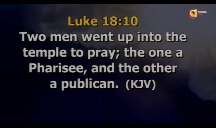 Luke 18:10
Two men went up into the
temple to pray; the one a
Pharisee, and the other
a publican. (KJV)